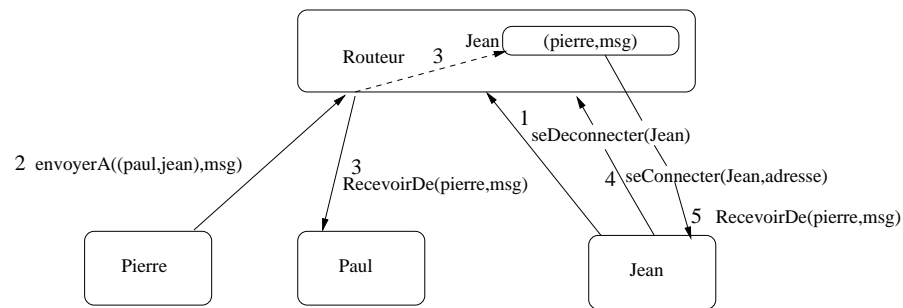 Jean (pierre,msg)
Routeur 3
1
seDeconnecter(Jean)
2 envoyerA((paul,jean),msg)
3
RecevoirDe(pierre,msg)
4 seConnecter(Jean,adresse)
5 RecevoirDe(pierre,msg)
Pierre
Paul
Jean